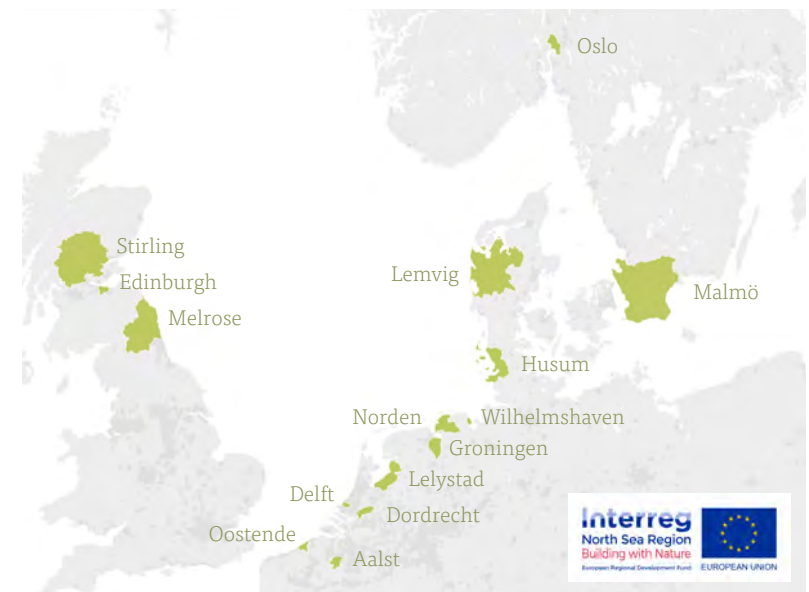 Oslo
Stirling
Edinburgh
Melrose
Lemvig
Malmö
Husum
Norden
Wilhelmshaven
Groningen
Lelystad
Delft
Dordrecht
Oostende
Aalst
Interreg
North Sea Region
Building with Nature
European Regional Development Fund
EUROPEAN UNION